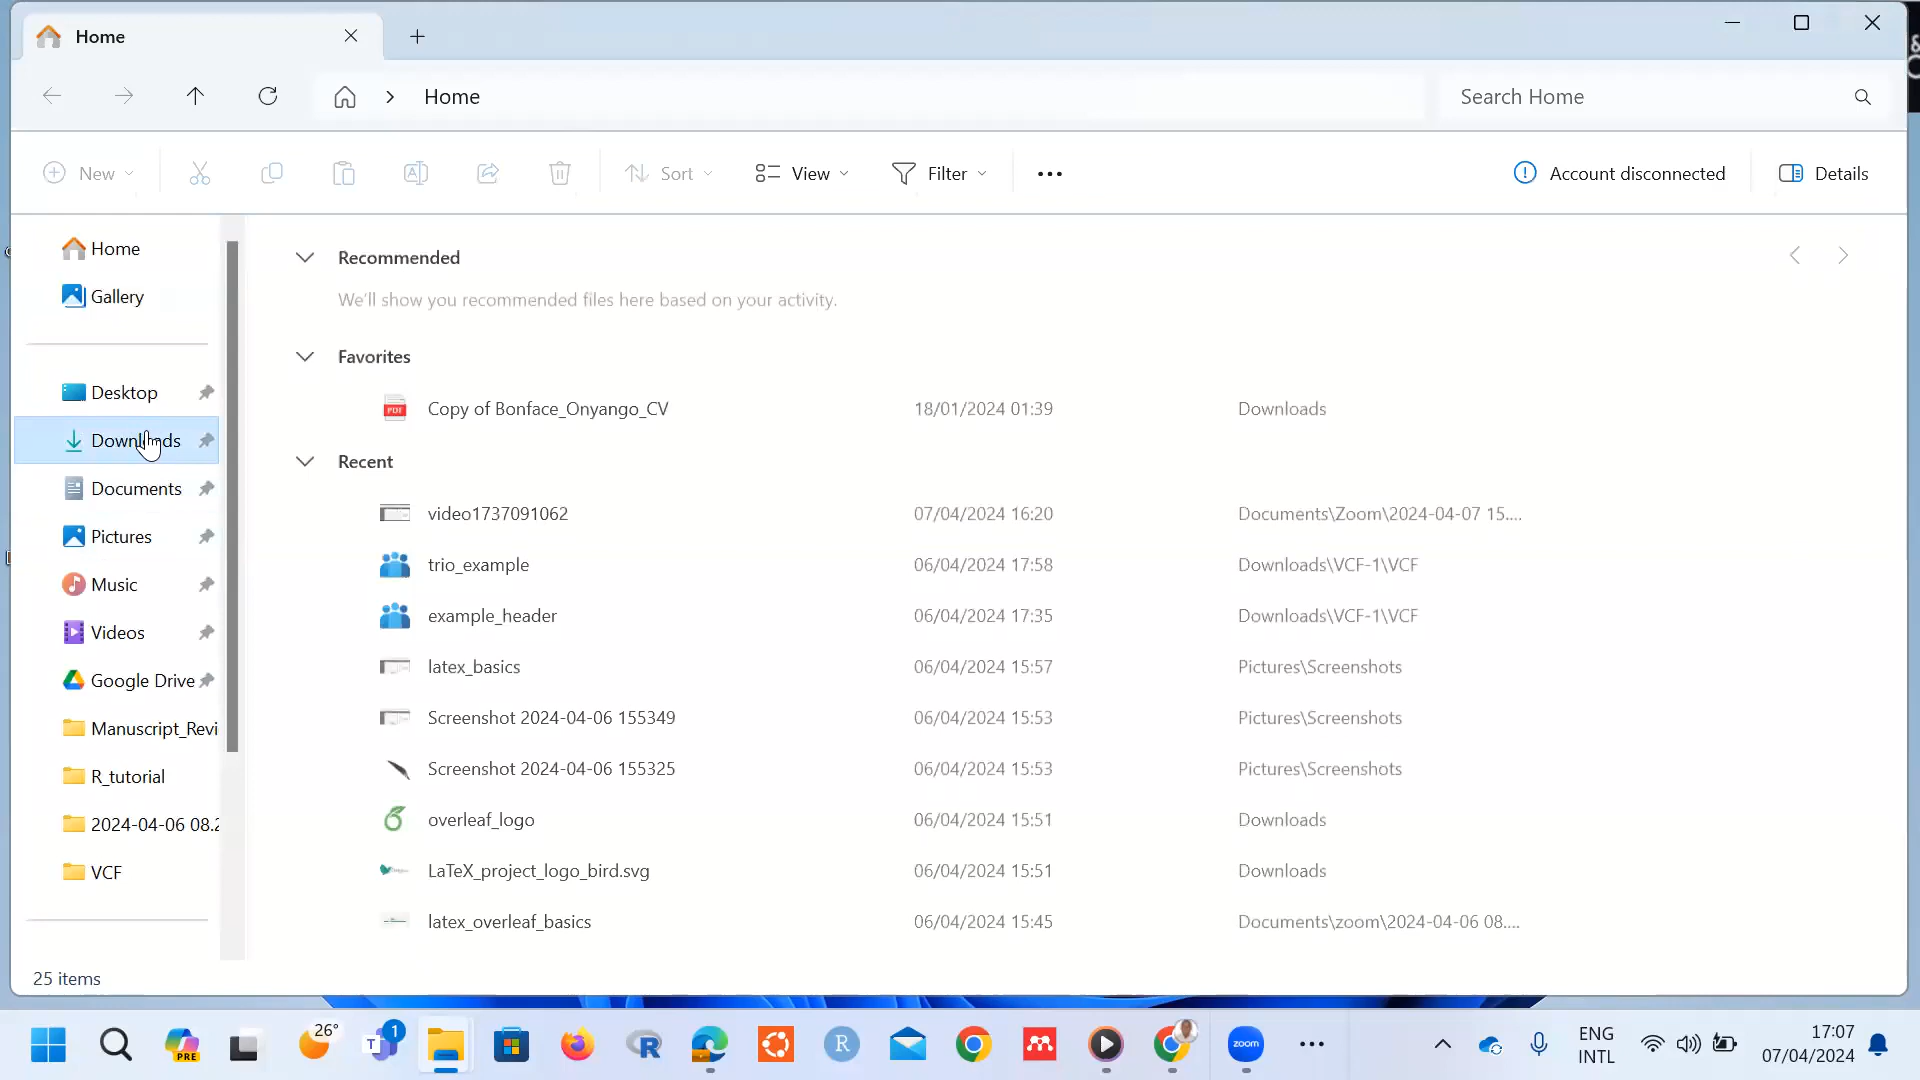 Home
Home
Search Home
New
Sort
View
Filter
Account disconnected
Details
Home
Gallery
Desktop
Downloads
Documents
Pictures
Music
Videos
Google Drive
Manuscript_Revi
R_tutorial
2024-04-06 08.2
VCF
Recommended
We'll show you recommended files here based on your activity.
Favorites
Copy of Bonface_Onyango_CV 18/01/2024 01:39 Downloads
Recent
video1737091062 07/04/2024 16:20 Documents\Zoom\2024-04-07 15....
trio_example 06/04/2024 17:58 Downloads\VCF-1\VCF
example_header 06/04/2024 17:35 Downloads\VCF-1\VCF
latex_basics 06/04/2024 15:57 Pictures\Screenshots
Screenshot 2024-04-06 155349 06/04/2024 15:53 Pictures\Screenshots
Screenshot 2024-04-06 155325 06/04/2024 15:53 Pictures\Screenshots
overleaf_logo 06/04/2024 15:51 Downloads
LaTeX_project_logo_bird.svg 06/04/2024 15:51 Downloads
latex_overleaf_basics 06/04/2024 15:45 Documents\zoom\2024-04-06 08....
25 items
PRE
26°
1
zoom
ENG
INTL
17:07
07/04/2024